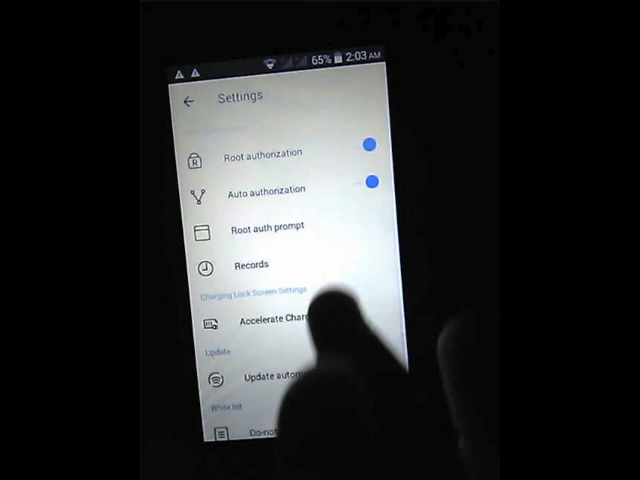 65% 2:03 AM
Settings
Root authorization
Auto authorization
Root auth prompt
Records
Charging Lock Screen Settings
Accelerate Char
Update
Update autom
White list
Do-not